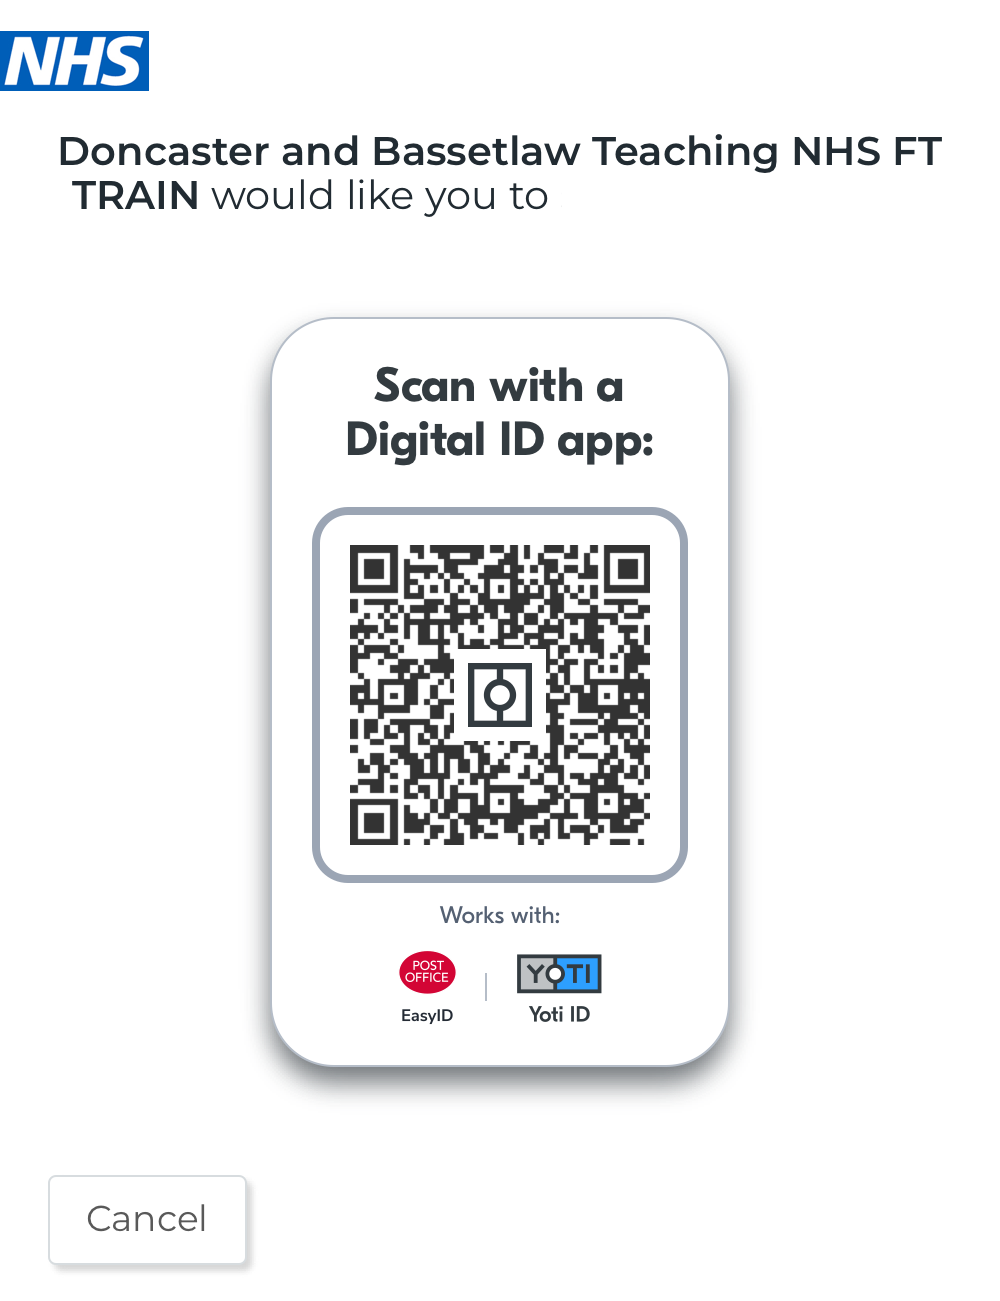 NHS
Doncaster and Bassetlaw Teaching NHS FT
TRAIN would like you to
Scan with a
Digital ID app:
Works with:
POST
OFFICE
YOTI
EasyID
Yoti ID
Cancel